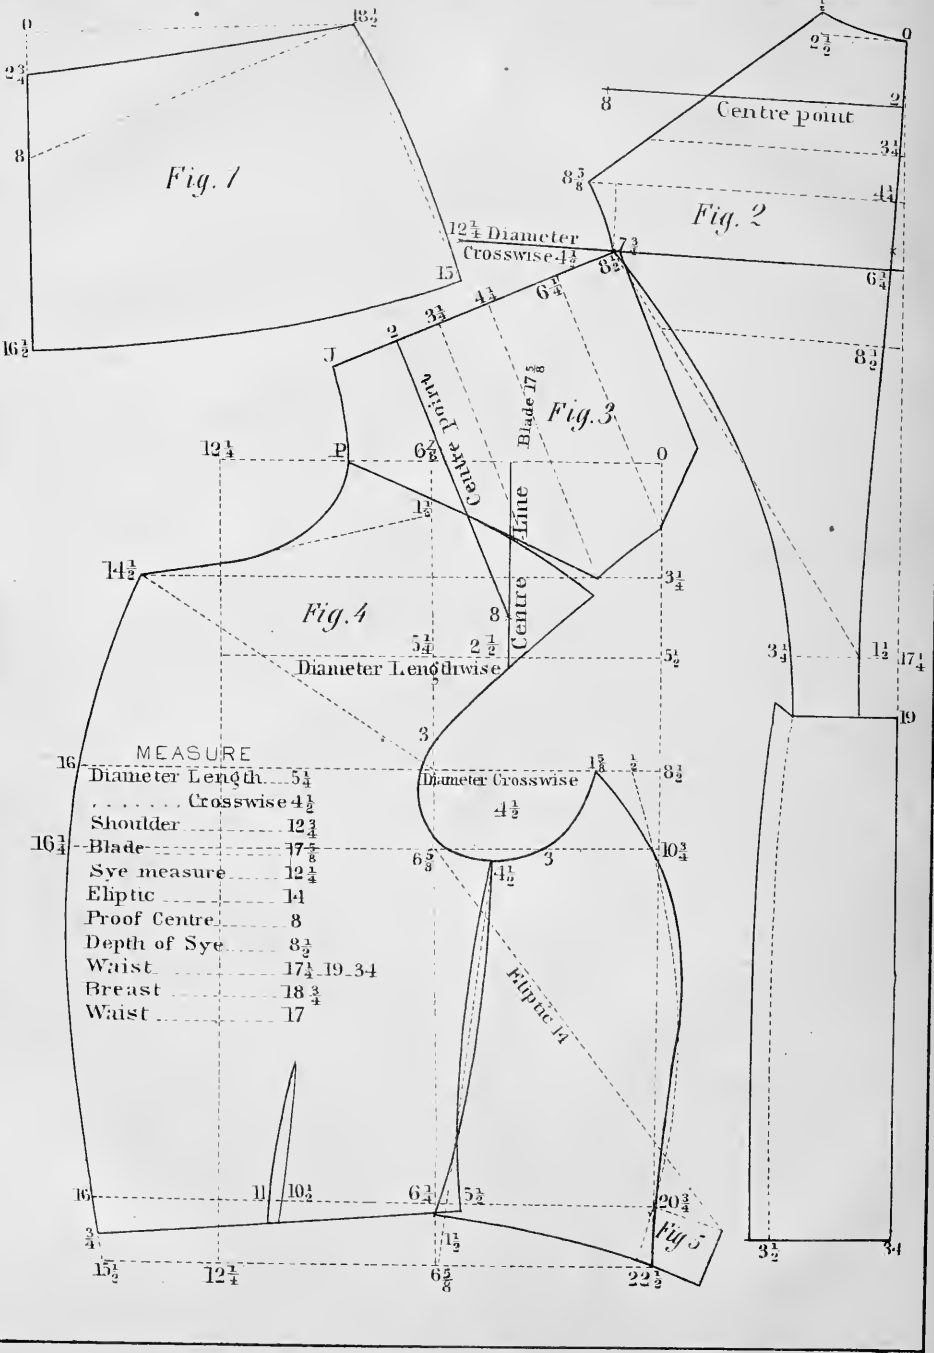 0
18½
2¾
8
Fig. 1
15
16½
2½
0
8
2
Centre point
3¼
8⅝
4¼
Fig. 2
12¼ Diameter
Crosswise 4½
7¾
8½
6¼
8½
J
2
3¼
4¼
6¼
Centre point
Blade 17⅝
Fig. 3
12¼
P
6⅞
0
1½
Centre Line
14½
3¼
Fig. 4
8
5¼
2½
5½
Diameter Lengthwise
3¼
1½
17¼
19
3
MEASURE
16
Diameter Length 5¼
Crosswise 4½
Shoulder 12¾
Blade 17⅝
Sye measure 12¼
Eliptic 14
Proof Centre 8
Depth of Sye 8½
Waist 17¼ 19 34
Breast 18¾
Waist 17
Diameter Crosswise
4½
1⅝
½
8½
16¼
6⅝
4½
3
10¾
Eliptic 14
16
11
10½
6¼
5½
20¾
¾
1½
Fig 5
15½
12¼
6⅝
22½
3½
34